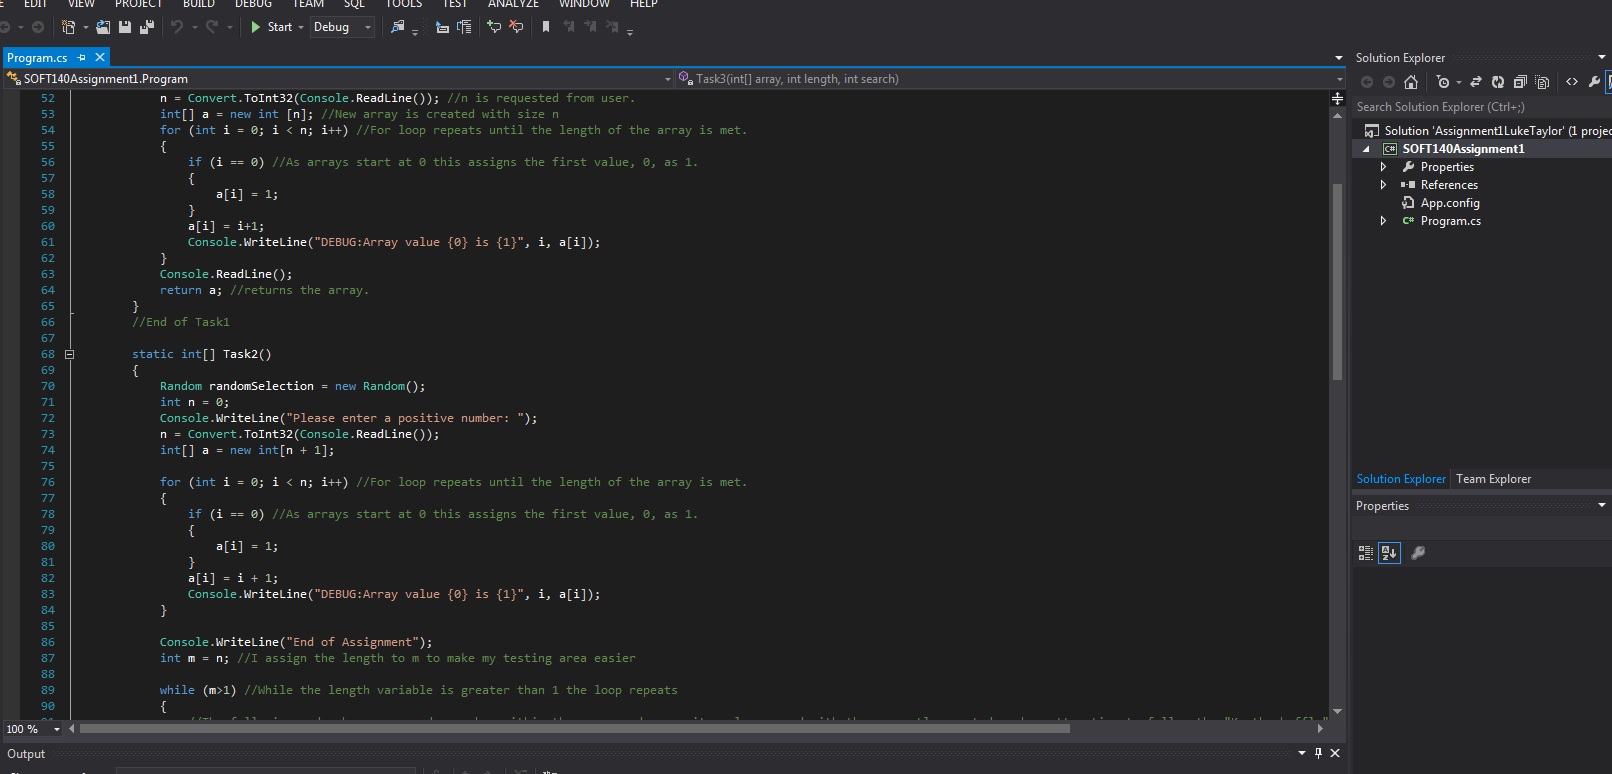 EDIT VIEW PROJECT BUILD DEBUG TEAM SQL TOOLS TEST ANALYZE WINDOW HELP
Start Debug
Program.cs
SOFT140Assignment1.Program
Task3(int[] array, int length, int search)
52 n = Convert.ToInt32(Console.ReadLine()); //n is requested from user.
53 int[] a = new int [n]; //New array is created with size n
54 for (int i = 0; i < n; i++) //For loop repeats until the length of the array is met.
55 {
56 if (i == 0) //As arrays start at 0 this assigns the first value, 0, as 1.
57 {
58 a[i] = 1;
59 }
60 a[i] = i+1;
61 Console.WriteLine("DEBUG:Array value {0} is {1}", i, a[i]);
62 }
63 Console.ReadLine();
64 return a; //returns the array.
65 }
66 //End of Task1
67
68 static int[] Task2()
69 {
70 Random randomSelection = new Random();
71 int n = 0;
72 Console.WriteLine("Please enter a positive number: ");
73 n = Convert.ToInt32(Console.ReadLine());
74 int[] a = new int[n + 1];
75
76 for (int i = 0; i < n; i++) //For loop repeats until the length of the array is met.
77 {
78 if (i == 0) //As arrays start at 0 this assigns the first value, 0, as 1.
79 {
80 a[i] = 1;
81 }
82 a[i] = i + 1;
83 Console.WriteLine("DEBUG:Array value {0} is {1}", i, a[i]);
84 }
85
86 Console.WriteLine("End of Assignment");
87 int m = n; //I assign the length to m to make my testing area easier
88
89 while (m>1) //While the length variable is greater than 1 the loop repeats
90 {
100 %
Output
Solution Explorer
Search Solution Explorer (Ctrl+;)
Solution 'Assignment1LukeTaylor' (1 projec
C# SOFT140Assignment1
Properties
References
App.config
C# Program.cs
Solution Explorer Team Explorer
Properties